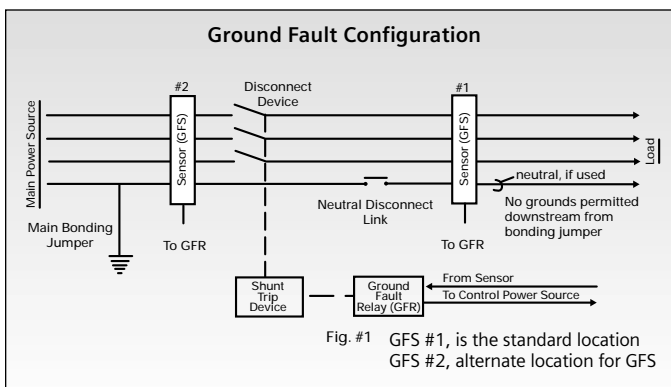 Ground Fault Configuration
#2
Disconnect
Device
#1
Main Power Source
Sensor (GFS)
Sensor (GFS)
Load
neutral, if used
Neutral Disconnect
Link
No grounds permitted
downstream from
bonding jumper
Main Bonding
Jumper
To GFR
To GFR
Shunt
Trip
Device
Ground
Fault
Relay (GFR)
From Sensor
To Control Power Source
Fig. #1
GFS #1, is the standard location
GFS #2, alternate location for GFS